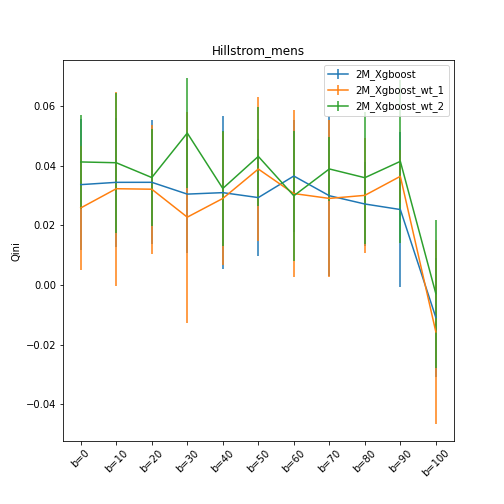 Hillstrom_mens
2M_Xgboost
2M_Xgboost_wt_1
2M_Xgboost_wt_2
Qini
0.06
0.04
0.02
0.00
−0.02
−0.04
b=0
b=10
b=20
b=30
b=40
b=50
b=60
b=70
b=80
b=90
b=100